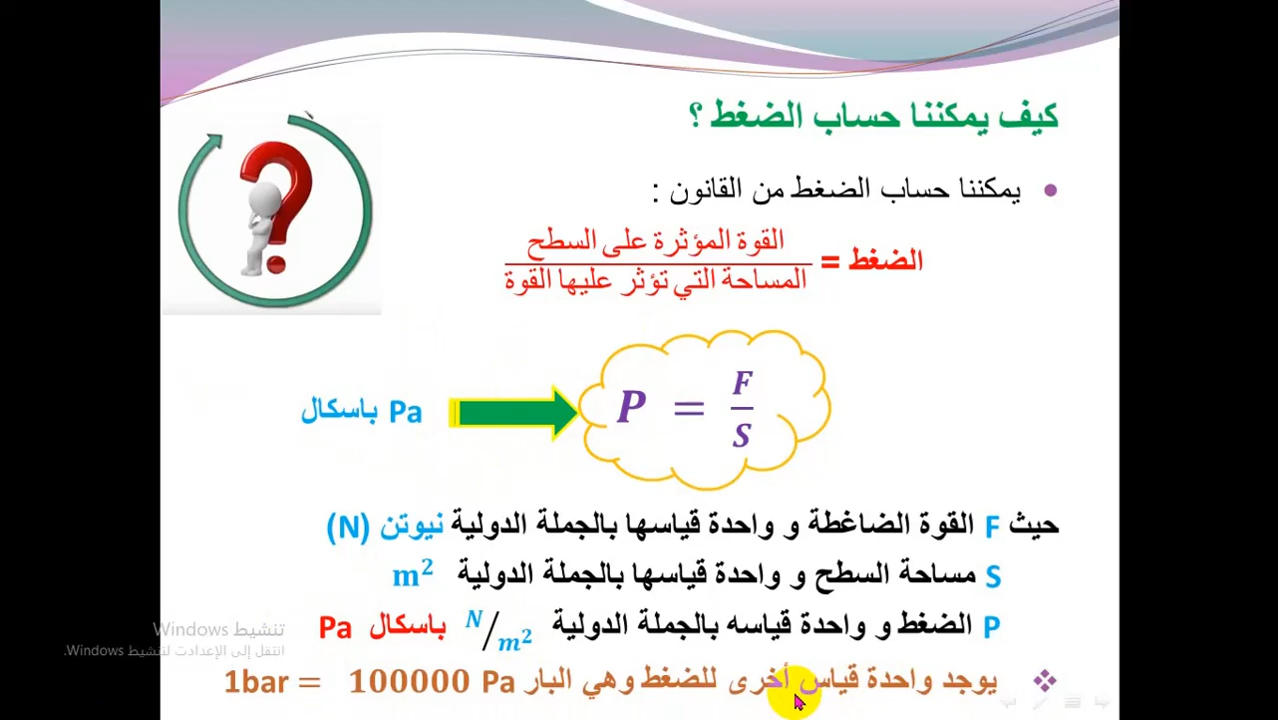 كيف يمكننا حساب الضغط ؟
• يمكننا حساب الضغط من القانون :
القوة المؤثرة على السطح
الضغط =
المساحة التي تؤثر عليها القوة
P = F/S
Pa باسكال
حيث F القوة الضاغطة و واحدة قياسها بالجملة الدولية نيوتن (N)
S مساحة السطح و واحدة قياسها بالجملة الدولية m²
P الضغط و واحدة قياسه بالجملة الدولية N/m² باسكال Pa
تنشيط Windows
انتقل إلى الإعدادات لتنشيط Windows.
❖ يوجد واحدة قياس أخرى للضغط وهي البار 1bar = 100000 Pa